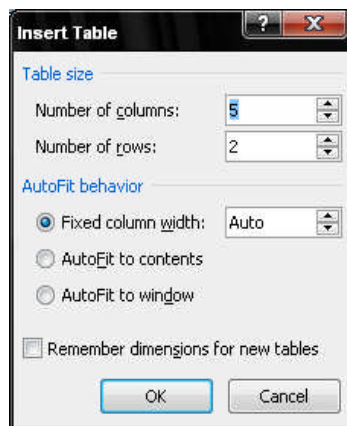 Insert Table
?
Table size
Number of columns: 5
Number of rows: 2
AutoFit behavior
Fixed column width: Auto
AutoFit to contents
AutoFit to window
Remember dimensions for new tables
OK Cancel